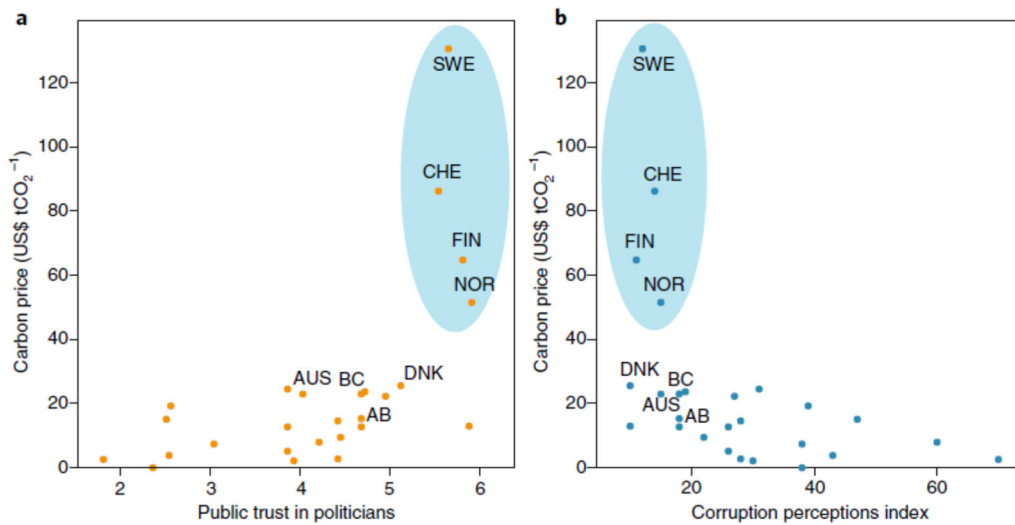 a
Carbon price (US$ tCO₂⁻¹)
120
100
80
60
40
20
0
SWE
CHE
FIN
NOR
AUS BC DNK
AB
2 3 4 5 6
Public trust in politicians
b
Carbon price (US$ tCO₂⁻¹)
120
100
80
60
40
20
0
SWE
CHE
FIN
NOR
DNK
BC
AUS
AB
20 40 60
Corruption perceptions index